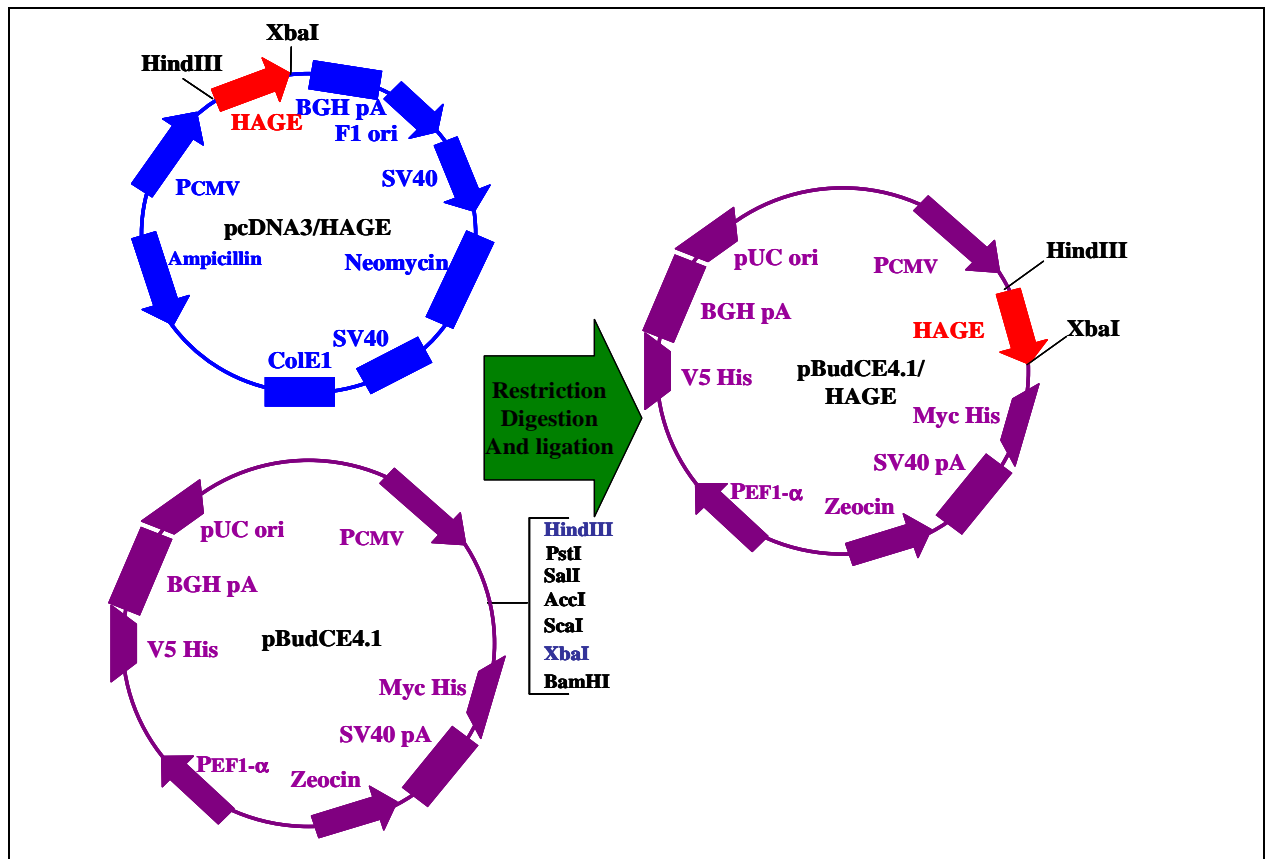 XbaI
HindIII
BGH pA
HAGE
F1 ori
PCMV
SV40
pcDNA3/HAGE
Ampicillin
Neomycin
SV40
ColE1
Restriction
Digestion
And ligation
pUC ori
PCMV
HindIII
BGH pA
HAGE
XbaI
V5 His
pBudCE4.1/
HAGE
Myc His
SV40 pA
PEF1-α
Zeocin
pUC ori
PCMV
BGH pA
V5 His
pBudCE4.1
Myc His
SV40 pA
PEF1-α
Zeocin
HindIII
PstI
SalI
AccI
ScaI
XbaI
BamHI